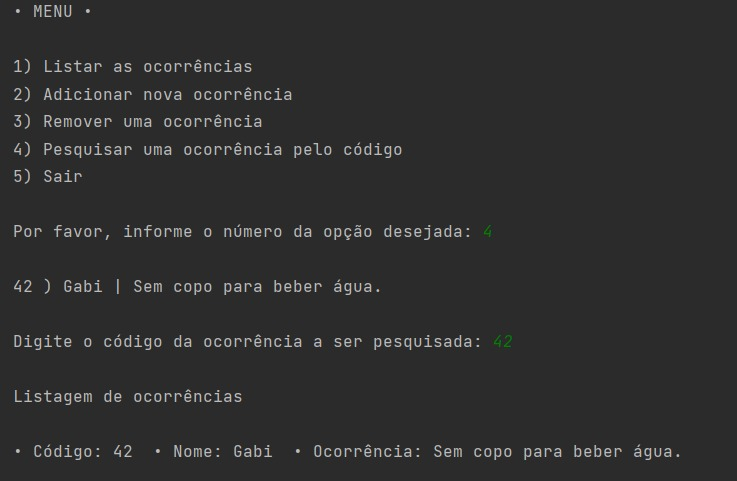 • MENU •
1) Listar as ocorrências
2) Adicionar nova ocorrência
3) Remover uma ocorrência
4) Pesquisar uma ocorrência pelo código
5) Sair
Por favor, informe o número da opção desejada: 4
42 ) Gabi | Sem copo para beber água.
Digite o código da ocorrência a ser pesquisada: 42
Listagem de ocorrências
• Código: 42  • Nome: Gabi  • Ocorrência: Sem copo para beber água.